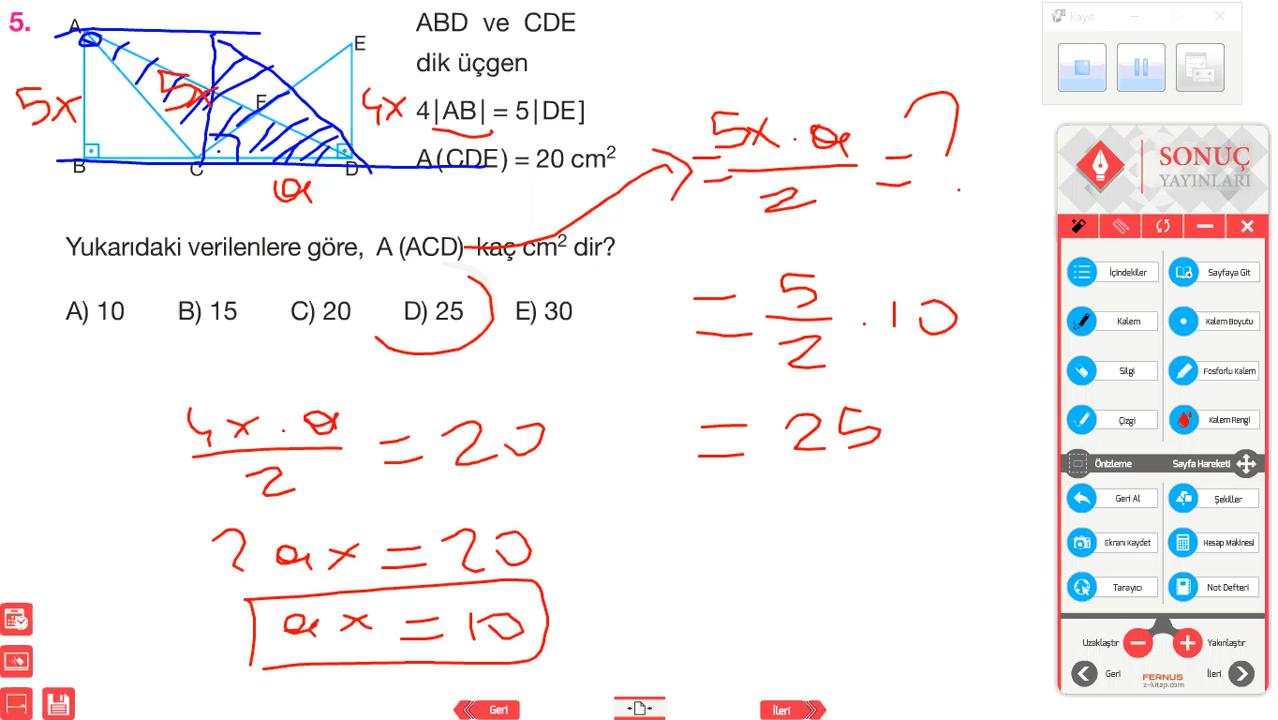 5.
A
B
C
D
E
F
5x
5x
4x
a
ABD ve CDE
dik üçgen
4|AB| = 5|DE]
A (CDE) = 20 cm²
Yukarıdaki verilenlere göre, A (ACD) kaç cm² dir?
A) 10 B) 15 C) 20 D) 25 E) 30
4x . a / 2 = 20
2 a x = 20
a x = 10
= 5x . a / 2 = ?
= 5 / 2 . 10
= 25
Kayıt
SONUÇ
YAYINLARI
İçindekiler
Sayfaya Git
Kalem
Kalem Boyutu
Silgi
Fosforlu Kalem
Çizgi
Kalem Rengi
Önizleme
Sayfa Hareketi
Geri Al
Şekiller
Ekranı Kaydet
Hesap Makinesi
Tarayıcı
Not Defteri
Uzaklaştır
Yakınlaştır
Geri
FERNUS
z-kitap.com
İleri
Geri
İleri